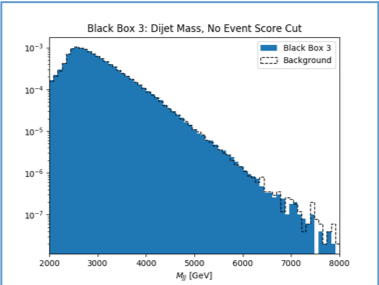 Black Box 3: Dijet Mass, No Event Score Cut
Black Box 3
Background
10⁻³
10⁻⁴
10⁻⁵
10⁻⁶
10⁻⁷
2000 3000 4000 5000 6000 7000 8000
M_jj [GeV]